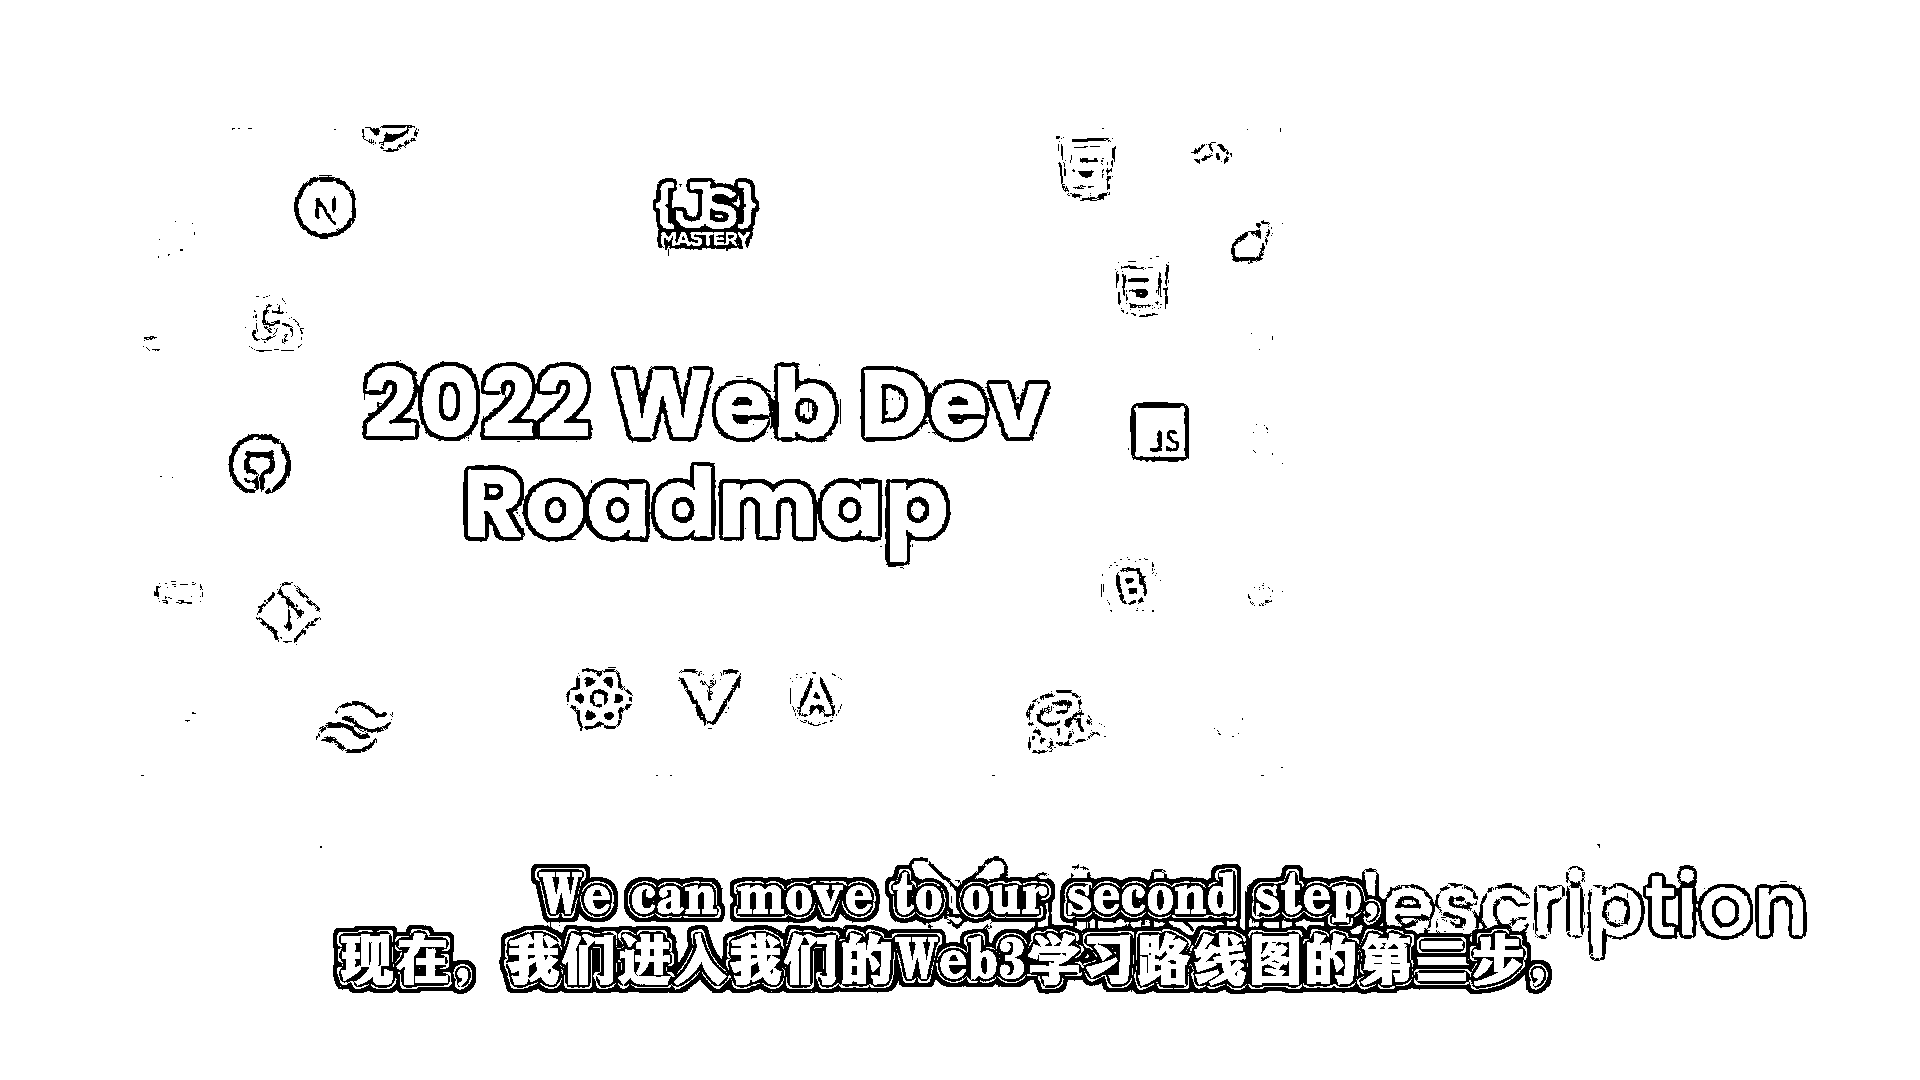 {JS}
MASTERY
N
2022 Web Dev
Roadmap
JS
B
A
escription
We can move to our second step,
现在，我们进入我们的Web3学习路线图的第二步，